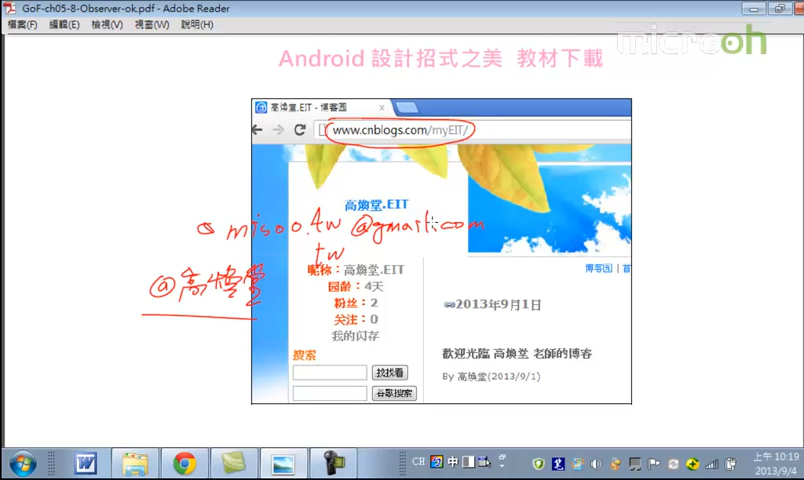 GoF-ch05-8-Observer-ok.pdf - Adobe Reader
檔案(F) 編輯(E) 檢視(V) 視窗(W) 說明(H)
microoh
Android 設計招式之美 教材下載
高煥堂.EIT - 博客园
www.cnblogs.com/myEIT/
高煥堂.EIT
misoo.tw@gmail.com
tw
@高煥堂
昵称：高煥堂.EIT
园龄：4天
粉丝：2
关注：0
我的闪存
搜索
找找看
谷歌搜索
博客园 | 首
2013年9月1日
歡迎光臨 高煥堂 老師的博客
By 高煥堂(2013/9/1)
CH 中
上午 10:19
2013/9/4